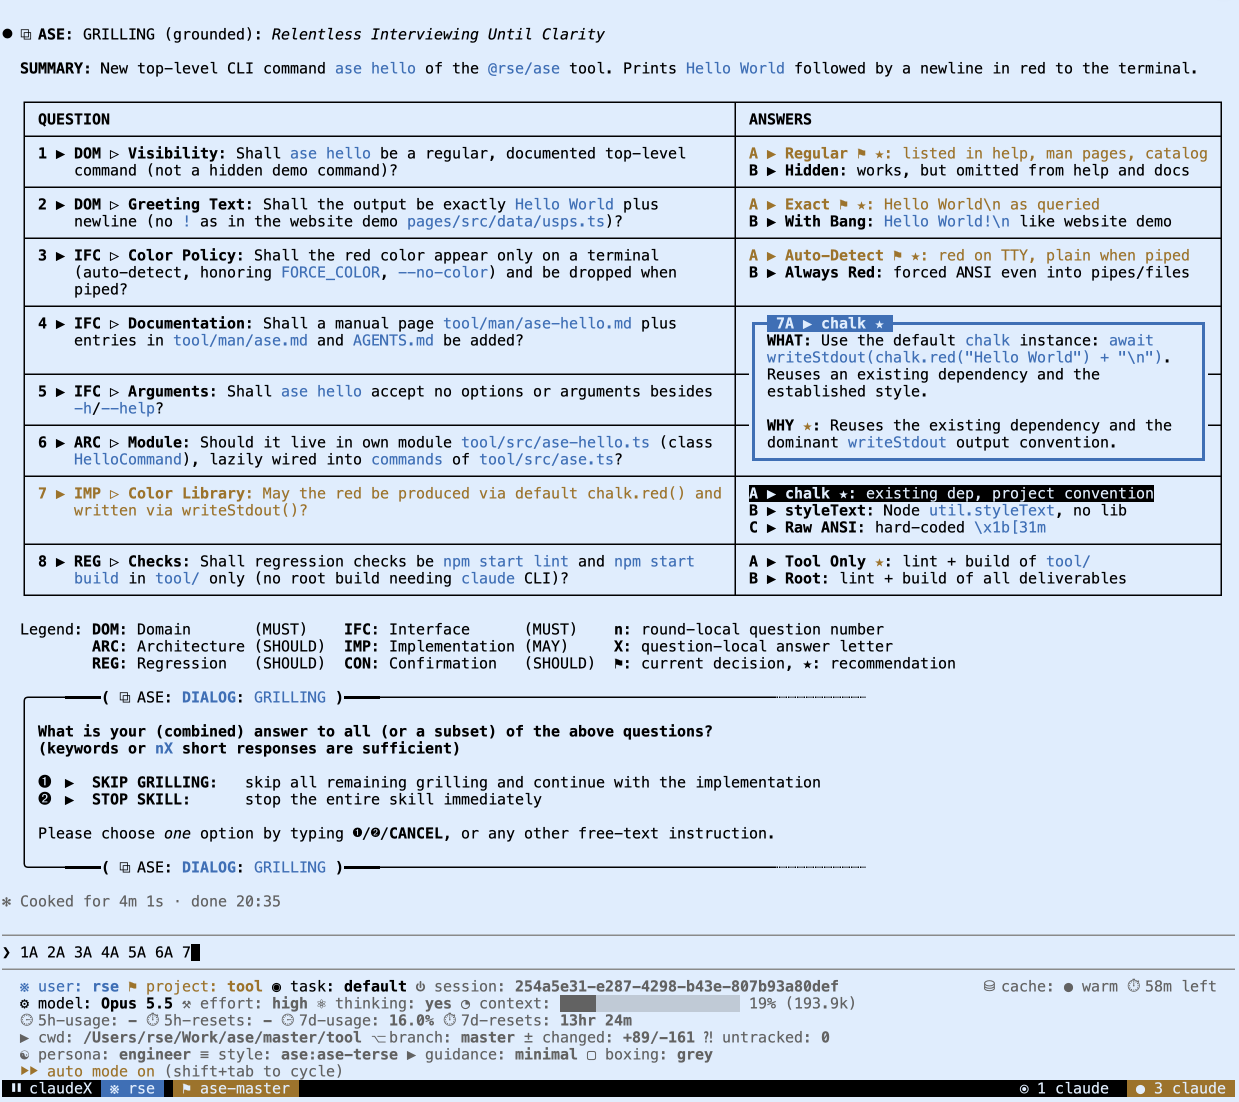 ● ⧉ ASE: GRILLING (grounded): Relentless Interviewing Until Clarity
SUMMARY: New top-level CLI command ase hello of the @rse/ase tool. Prints Hello World followed by a newline in red to the terminal.
QUESTION
ANSWERS
1 ▶ DOM ▷ Visibility: Shall ase hello be a regular, documented top-level
command (not a hidden demo command)?
A ▶ Regular ⚑ ★: listed in help, man pages, catalog
B ▶ Hidden: works, but omitted from help and docs
2 ▶ DOM ▷ Greeting Text: Shall the output be exactly Hello World plus
newline (no ! as in the website demo pages/src/data/usps.ts)?
A ▶ Exact ⚑ ★: Hello World\n as queried
B ▶ With Bang: Hello World!\n like website demo
3 ▶ IFC ▷ Color Policy: Shall the red color appear only on a terminal
(auto-detect, honoring FORCE_COLOR, --no-color) and be dropped when
piped?
A ▶ Auto-Detect ⚑ ★: red on TTY, plain when piped
B ▶ Always Red: forced ANSI even into pipes/files
4 ▶ IFC ▷ Documentation: Shall a manual page tool/man/ase-hello.md plus
entries in tool/man/ase.md and AGENTS.md be added?
5 ▶ IFC ▷ Arguments: Shall ase hello accept no options or arguments besides
-h/--help?
6 ▶ ARC ▷ Module: Should it live in own module tool/src/ase-hello.ts (class
HelloCommand), lazily wired into commands of tool/src/ase.ts?
7A ▶ chalk ★
WHAT: Use the default chalk instance: await
writeStdout(chalk.red("Hello World") + "\n").
Reuses an existing dependency and the
established style.
WHY ★: Reuses the existing dependency and the
dominant writeStdout output convention.
7 ▶ IMP ▷ Color Library: May the red be produced via default chalk.red() and
written via writeStdout()?
A ▶ chalk ★: existing dep, project convention
B ▶ styleText: Node util.styleText, no lib
C ▶ Raw ANSI: hard-coded \x1b[31m
8 ▶ REG ▷ Checks: Shall regression checks be npm start lint and npm start
build in tool/ only (no root build needing claude CLI)?
A ▶ Tool Only ★: lint + build of tool/
B ▶ Root: lint + build of all deliverables
Legend: DOM: Domain (MUST) IFC: Interface (MUST) n: round-local question number
ARC: Architecture (SHOULD) IMP: Implementation (MAY) X: question-local answer letter
REG: Regression (SHOULD) CON: Confirmation (SHOULD) ⚑: current decision, ★: recommendation
( ⧉ ASE: DIALOG: GRILLING )
What is your (combined) answer to all (or a subset) of the above questions?
(keywords or nX short responses are sufficient)
❶ ▶ SKIP GRILLING: skip all remaining grilling and continue with the implementation
❷ ▶ STOP SKILL: stop the entire skill immediately
Please choose one option by typing ❶/❷/CANCEL, or any other free-text instruction.
( ⧉ ASE: DIALOG: GRILLING )
✻ Cooked for 4m 1s · done 20:35
❯ 1A 2A 3A 4A 5A 6A 7
※ user: rse ⚑ project: tool ◉ task: default ⏻ session: 254a5e31-e287-4298-b43e-807b93a80def ⛁ cache: ● warm ⏱ 58m left
⚙ model: Opus 5.5 ⚒ effort: high ⚛ thinking: yes ◔ context: 19% (193.9k)
◷ 5h-usage: — ⏱ 5h-resets: — ◷ 7d-usage: 16.0% ⏱ 7d-resets: 13hr 24m
▶ cwd: /Users/rse/Work/ase/master/tool ⌥ branch: master ± changed: +89/-161 ⁈ untracked: 0
☯ persona: engineer ≡ style: ase:ase-terse ▶ guidance: minimal ▢ boxing: grey
▶▶ auto mode on (shift+tab to cycle)
⏸ claudeX ※ rse ⚑ ase-master ◉ 1 claude ● 3 claude